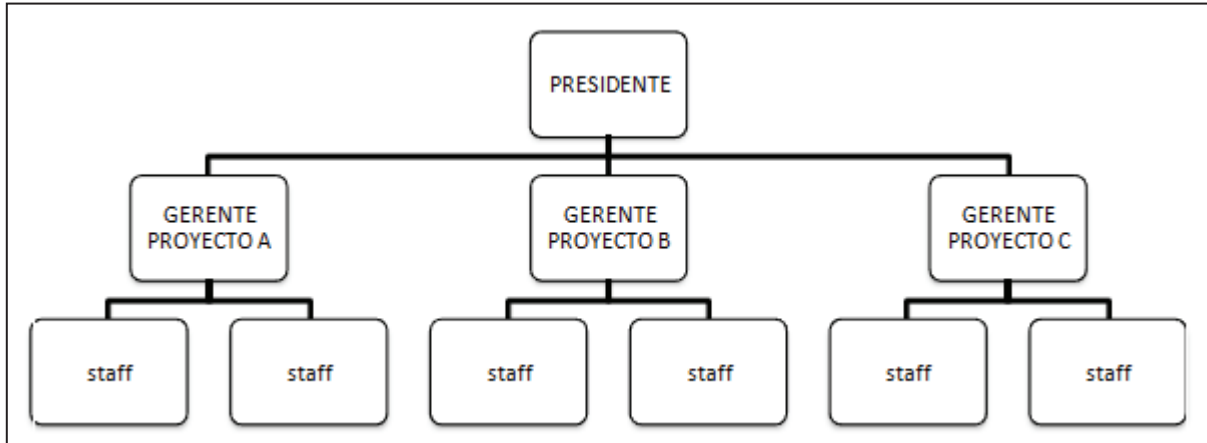 PRESIDENTE
GERENTE
PROYECTO A
GERENTE
PROYECTO B
GERENTE
PROYECTO C
staff
staff
staff
staff
staff
staff